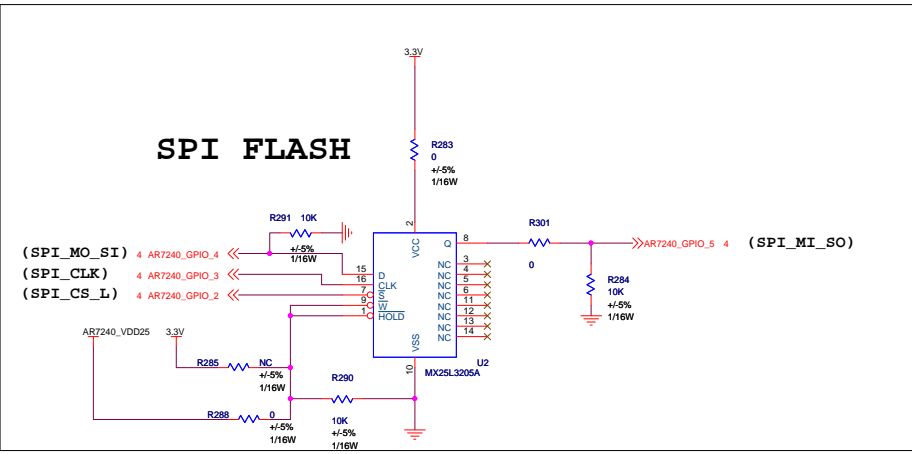 3.3V
SPI FLASH
R283
0
+/-5%
1/16W
R291 10K
+/-5%
1/16W
(SPI_MO_SI) 4 AR7240_GPIO_4
(SPI_CLK) 4 AR7240_GPIO_3
(SPI_CS_L) 4 AR7240_GPIO_2
15 D
16 CLK
7 S
9 W
1 HOLD
2 VCC
Q 8
NC 3
NC 4
NC 5
NC 6
NC 11
NC 12
NC 13
NC 14
VSS 10
U2
MX25L3205A
R301
0
AR7240_GPIO_5 4 (SPI_MI_SO)
R284
10K
+/-5%
1/16W
AR7240_VDD25 3.3V
R285 NC
+/-5%
1/16W
R288 0
+/-5%
1/16W
R290
10K
+/-5%
1/16W